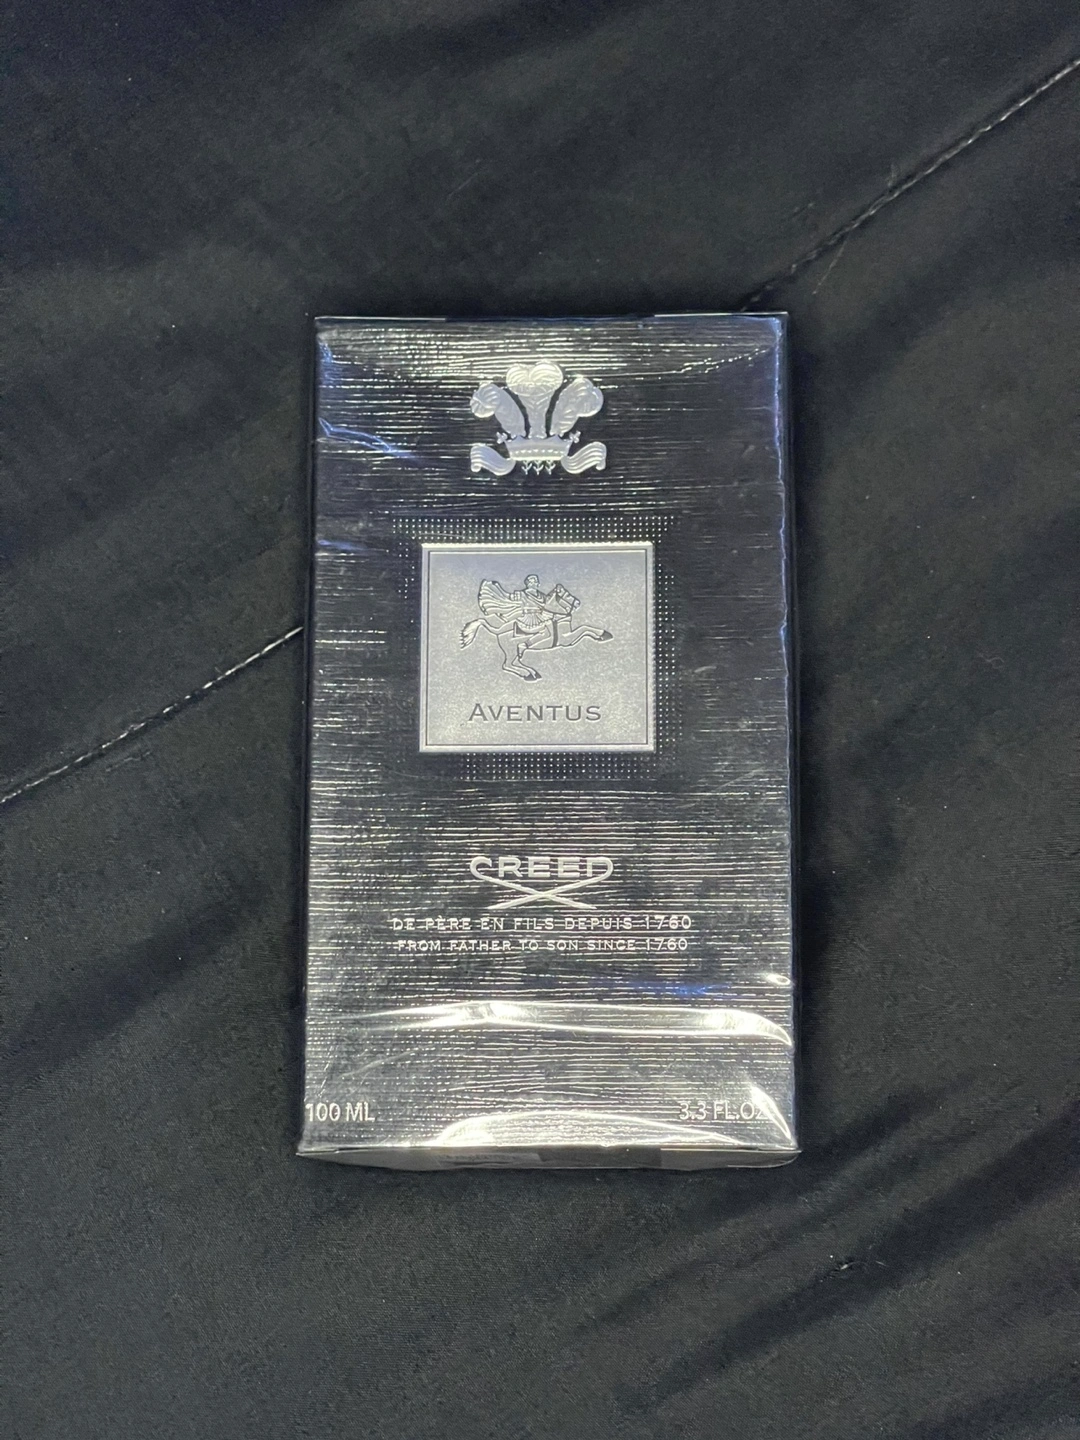 AVENTUS
CREED
DE PÈRE EN FILS DEPUIS 1760
FROM FATHER TO SON SINCE 1760
100 ML 3.3 FL.OZ